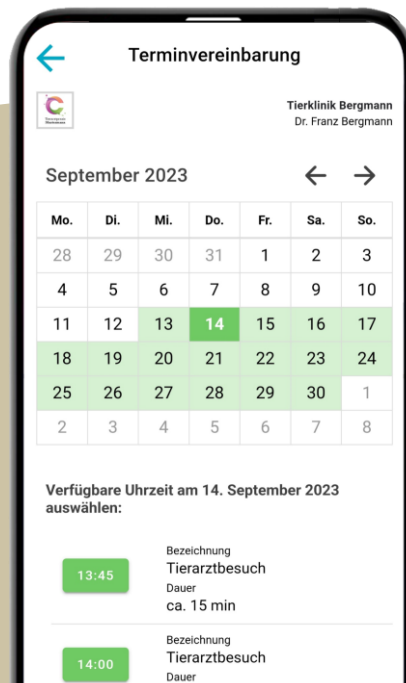 Terminvereinbarung
Tierklinik Bergmann
Dr. Franz Bergmann
September 2023
Mo. Di. Mi. Do. Fr. Sa. So.
28 29 30 31 1 2 3
4 5 6 7 8 9 10
11 12 13 14 15 16 17
18 19 20 21 22 23 24
25 26 27 28 29 30 1
2 3 4 5 6 7 8
Verfügbare Uhrzeit am 14. September 2023
auswählen:
Bezeichnung
13:45 Tierarztbesuch
Dauer
ca. 15 min
Bezeichnung
14:00 Tierarztbesuch
Dauer